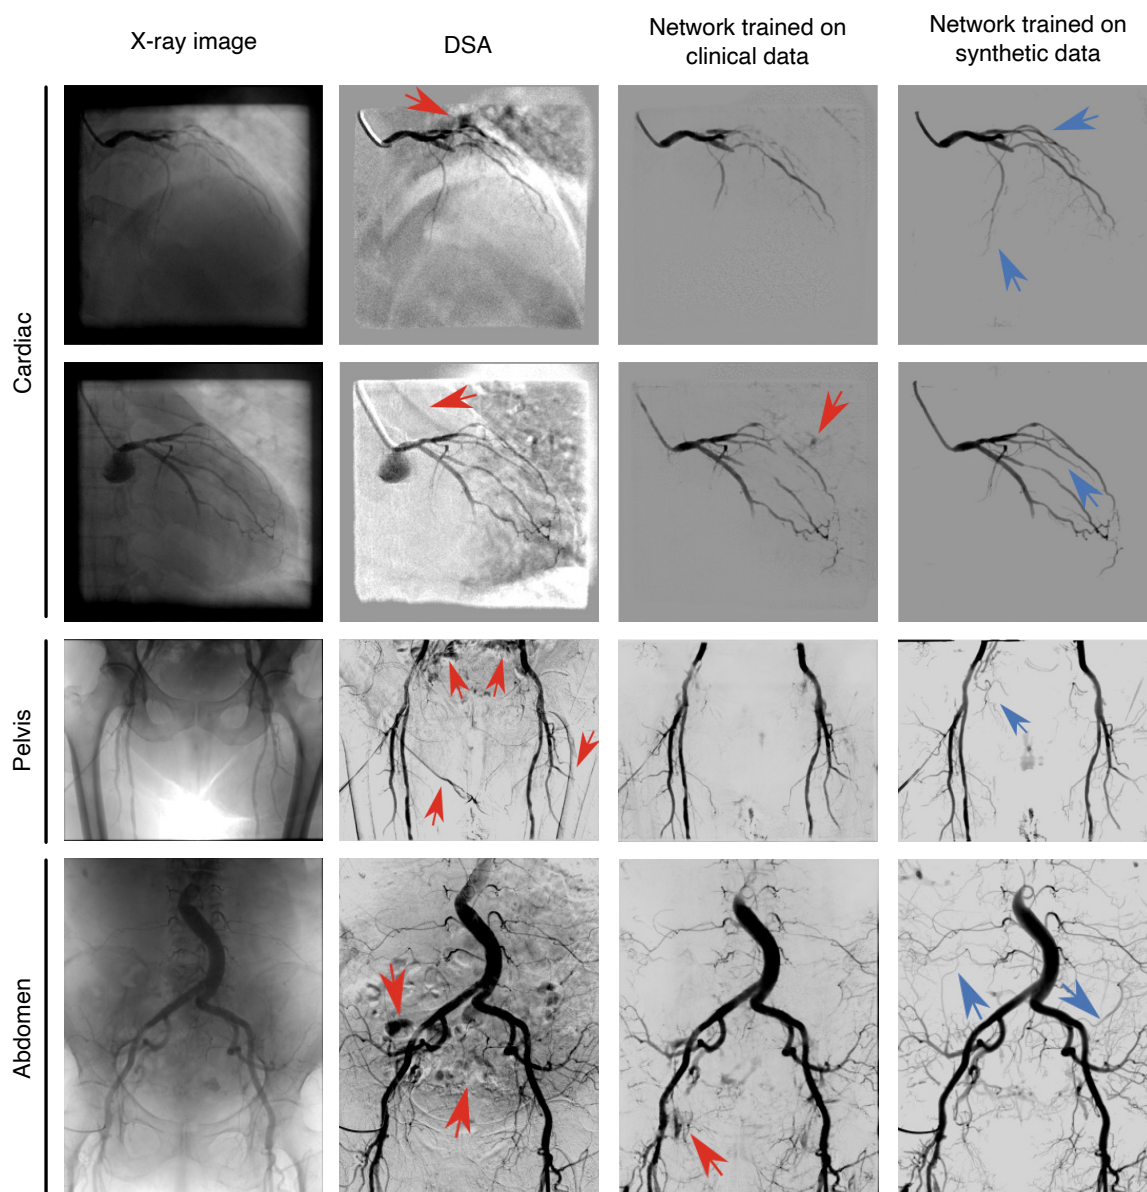 X-ray image
DSA
Network trained on
clinical data
Network trained on
synthetic data
Cardiac
Pelvis
Abdomen